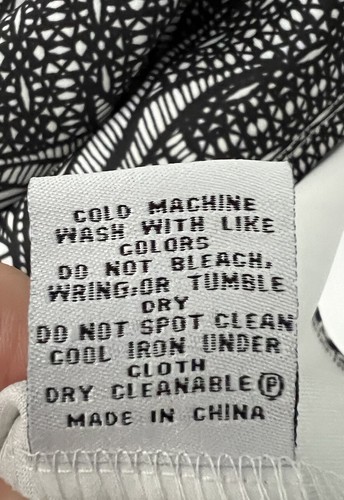 COLD MACHINE
WASH WITH LIKE
COLORS
DO NOT BLEACH,
WRING,OR TUMBLE
DRY
DO NOT SPOT CLEAN
COOL IRON UNDER
CLOTH
DRY CLEANABLE Ⓟ
MADE IN CHINA